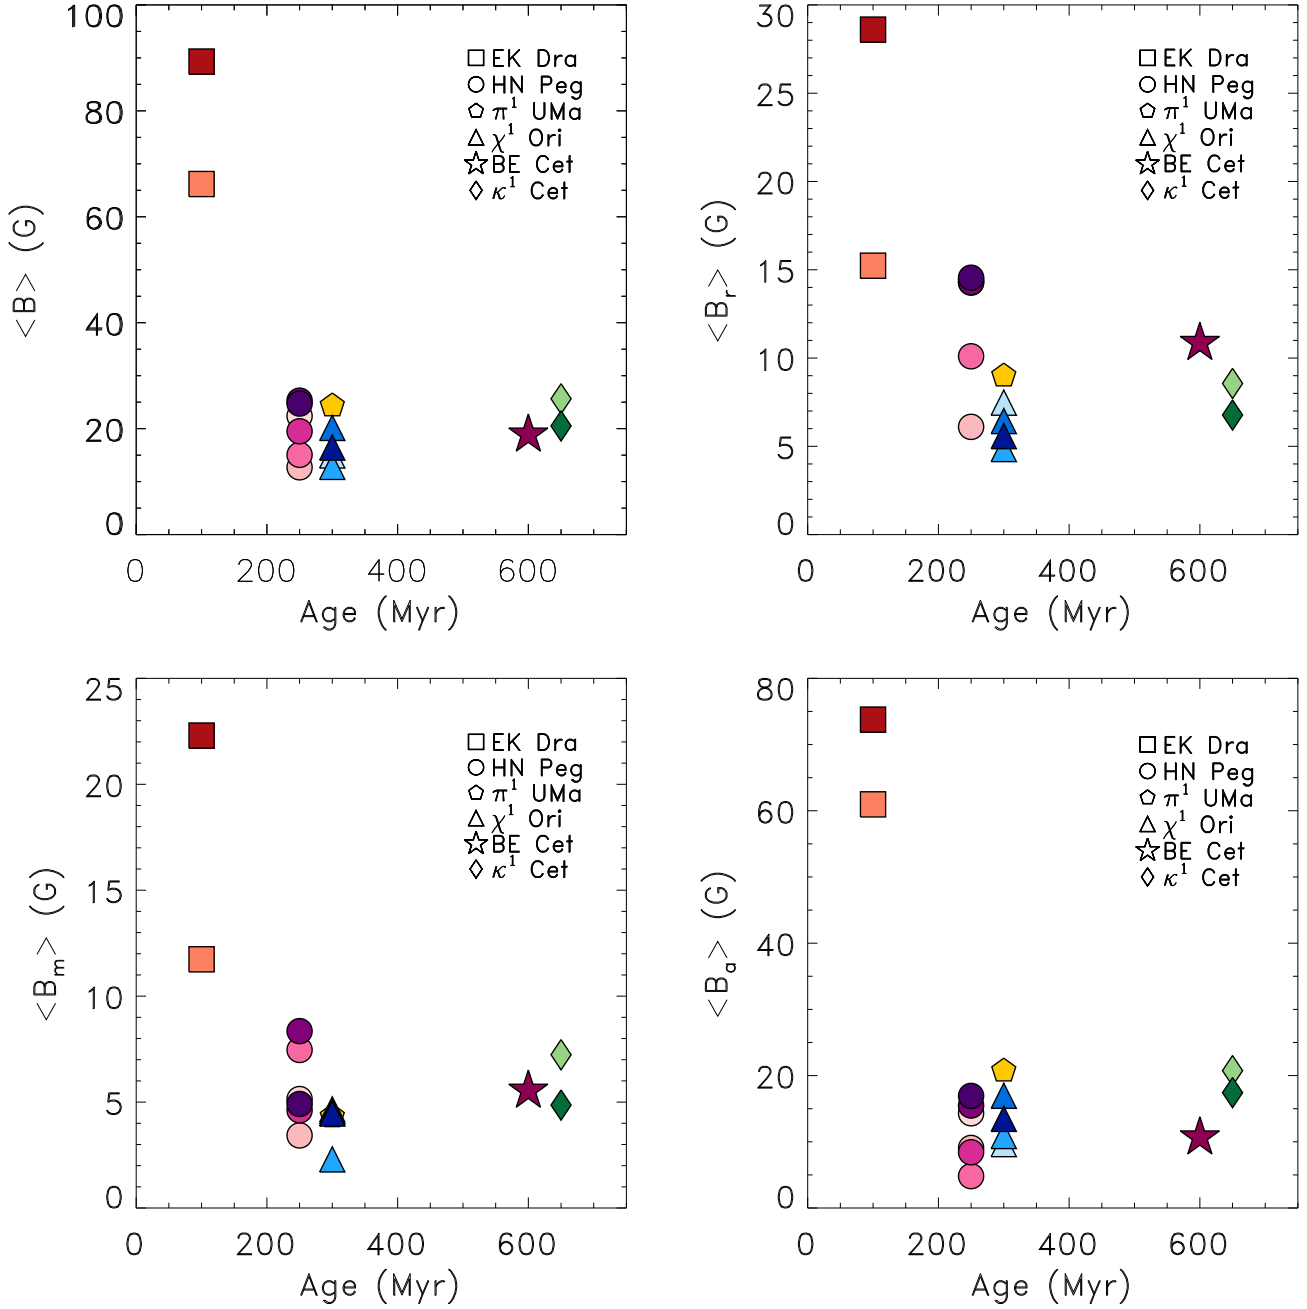 100
80
60
40
20
0
<B> (G)
EK Dra
HN Peg
π¹ UMa
χ¹ Ori
BE Cet
κ¹ Cet
0 200 400 600
Age (Myr)
30
25
20
15
10
5
0
<Bᵣ> (G)
EK Dra
HN Peg
π¹ UMa
χ¹ Ori
BE Cet
κ¹ Cet
0 200 400 600
Age (Myr)
25
20
15
10
5
0
<Bₘ> (G)
EK Dra
HN Peg
π¹ UMa
χ¹ Ori
BE Cet
κ¹ Cet
0 200 400 600
Age (Myr)
80
60
40
20
0
<Bₐ> (G)
EK Dra
HN Peg
π¹ UMa
χ¹ Ori
BE Cet
κ¹ Cet
0 200 400 600
Age (Myr)